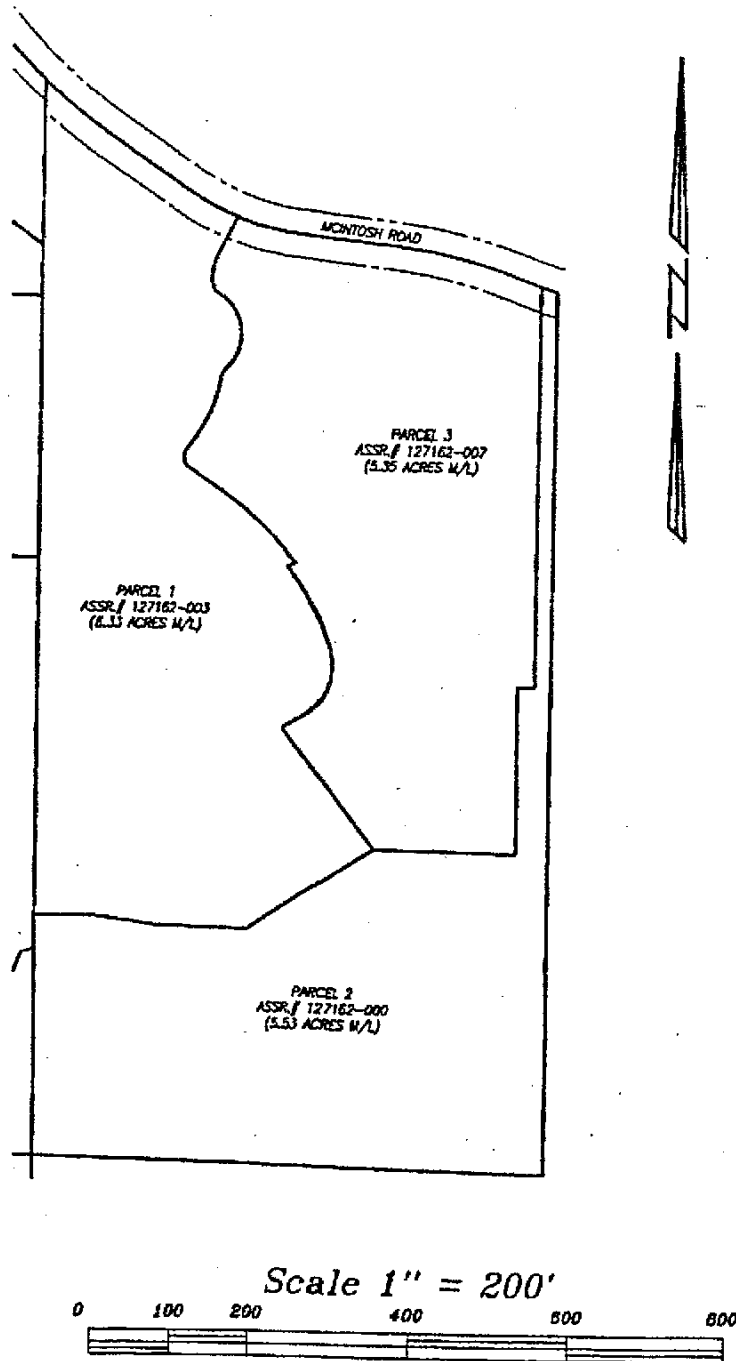 MCINTOSH ROAD
PARCEL 3
ASSR.# 127162-007
(5.35 ACRES M/L)
PARCEL 1
ASSR.# 127162-003
(6.33 ACRES M/L)
PARCEL 2
ASSR.# 127162-000
(5.53 ACRES M/L)
Scale 1" = 200'
0 100 200 400 600 800